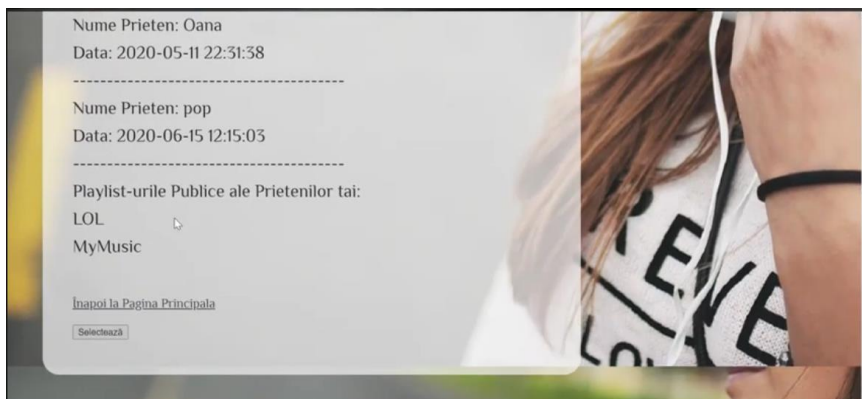 Nume Prieten: Oana
Data: 2020-05-11 22:31:38
---------------------------------
Nume Prieten: pop
Data: 2020-06-15 12:15:03
---------------------------------
Playlist-urile Publice ale Prietenilor tai:
LOL
MyMusic
Înapoi la Pagina Principala
Selectează